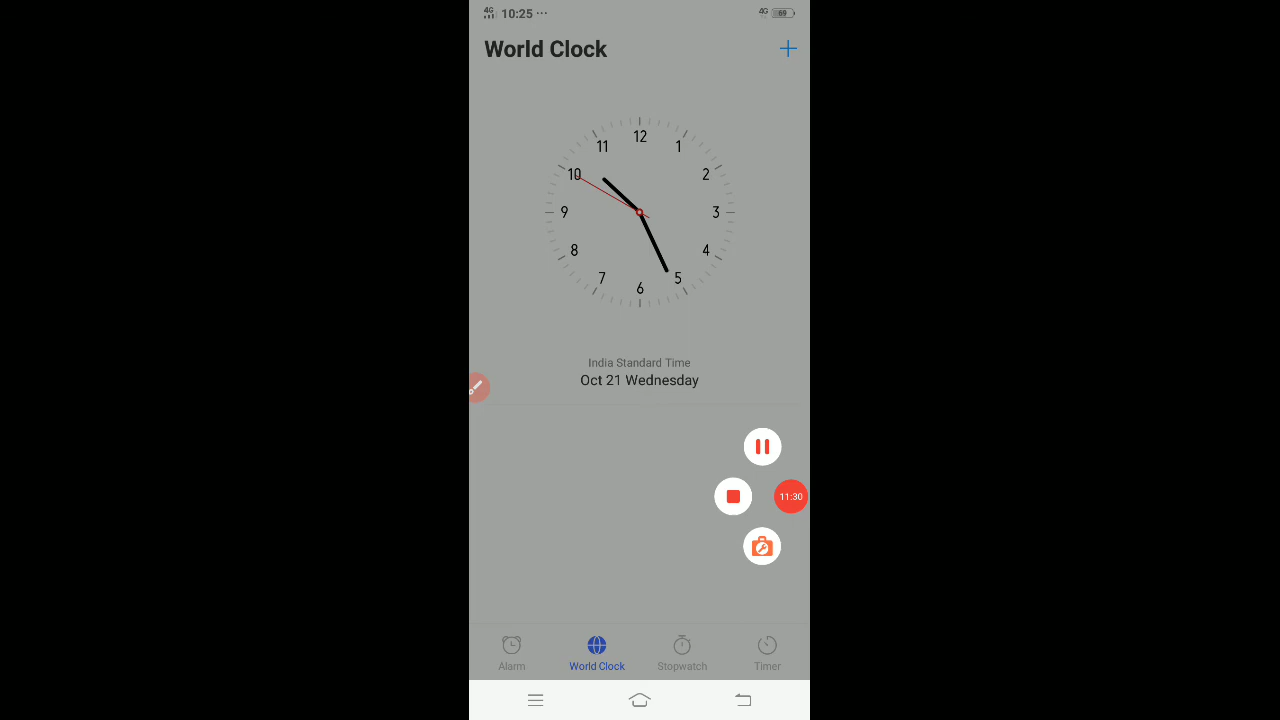 4G 10:25 ... 4G 69
World Clock
12
11 1
10 2
9 3
8 4
7 5
6
India Standard Time
Oct 21 Wednesday
11:30
Alarm World Clock Stopwatch Timer